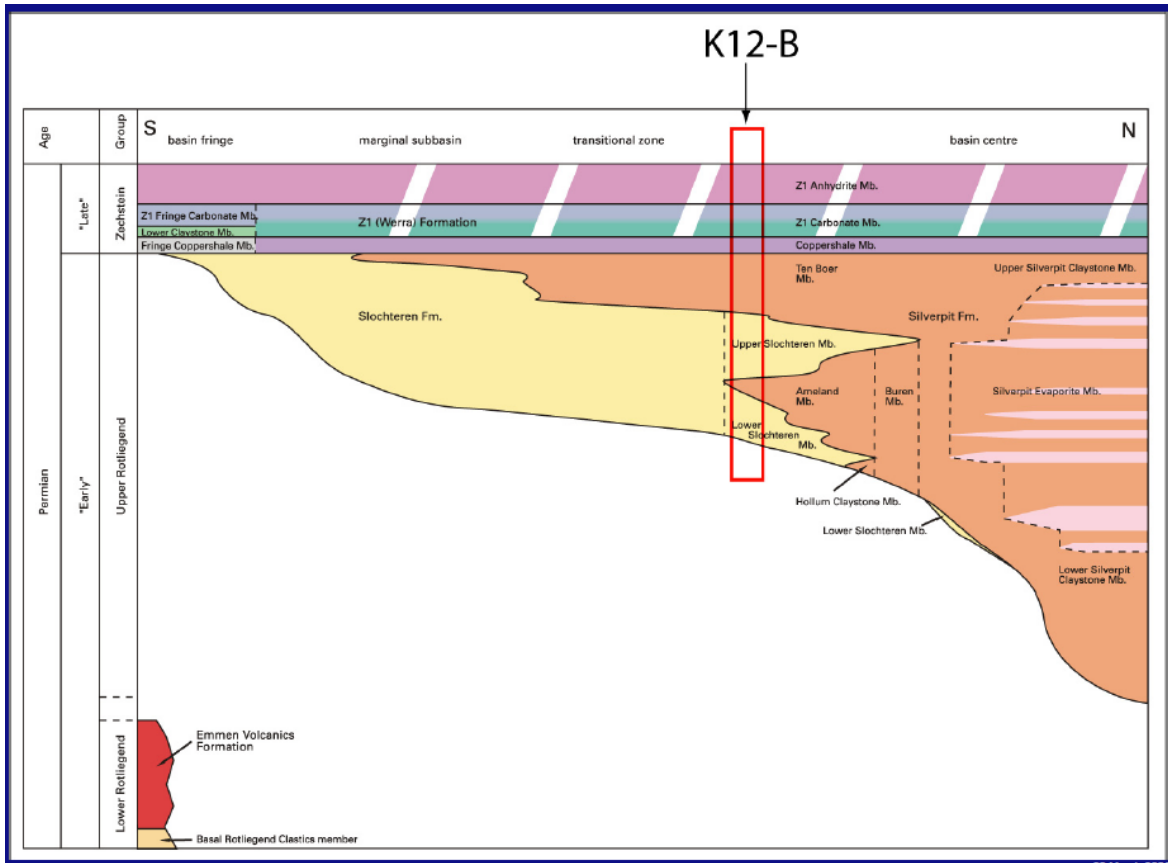 K12-B
Age
Group
S
N
basin fringe
marginal subbasin
transitional zone
basin centre
Permian
"Late"
"Early"
Zechstein
Upper Rotliegend
Lower Rotliegend
Z1 Anhydrite Mb.
Z1 Fringe Carbonate Mb.
Z1 (Werra) Formation
Z1 Carbonate Mb.
Lower Claystone Mb.
Fringe Coppershale Mb.
Coppershale Mb.
Ten Boer
Mb.
Upper Silverpit Claystone Mb.
Slochteren Fm.
Silverpit Fm.
Upper Slochteren Mb.
Ameland
Mb.
Buren
Mb.
Silverpit Evaporite Mb.
Lower
Slochteren
Mb.
Hollum Claystone Mb.
Lower Slochteren Mb.
Lower Silverpit
Claystone Mb.
Emmen Volcanics
Formation
Basal Rotliegend Clastics member